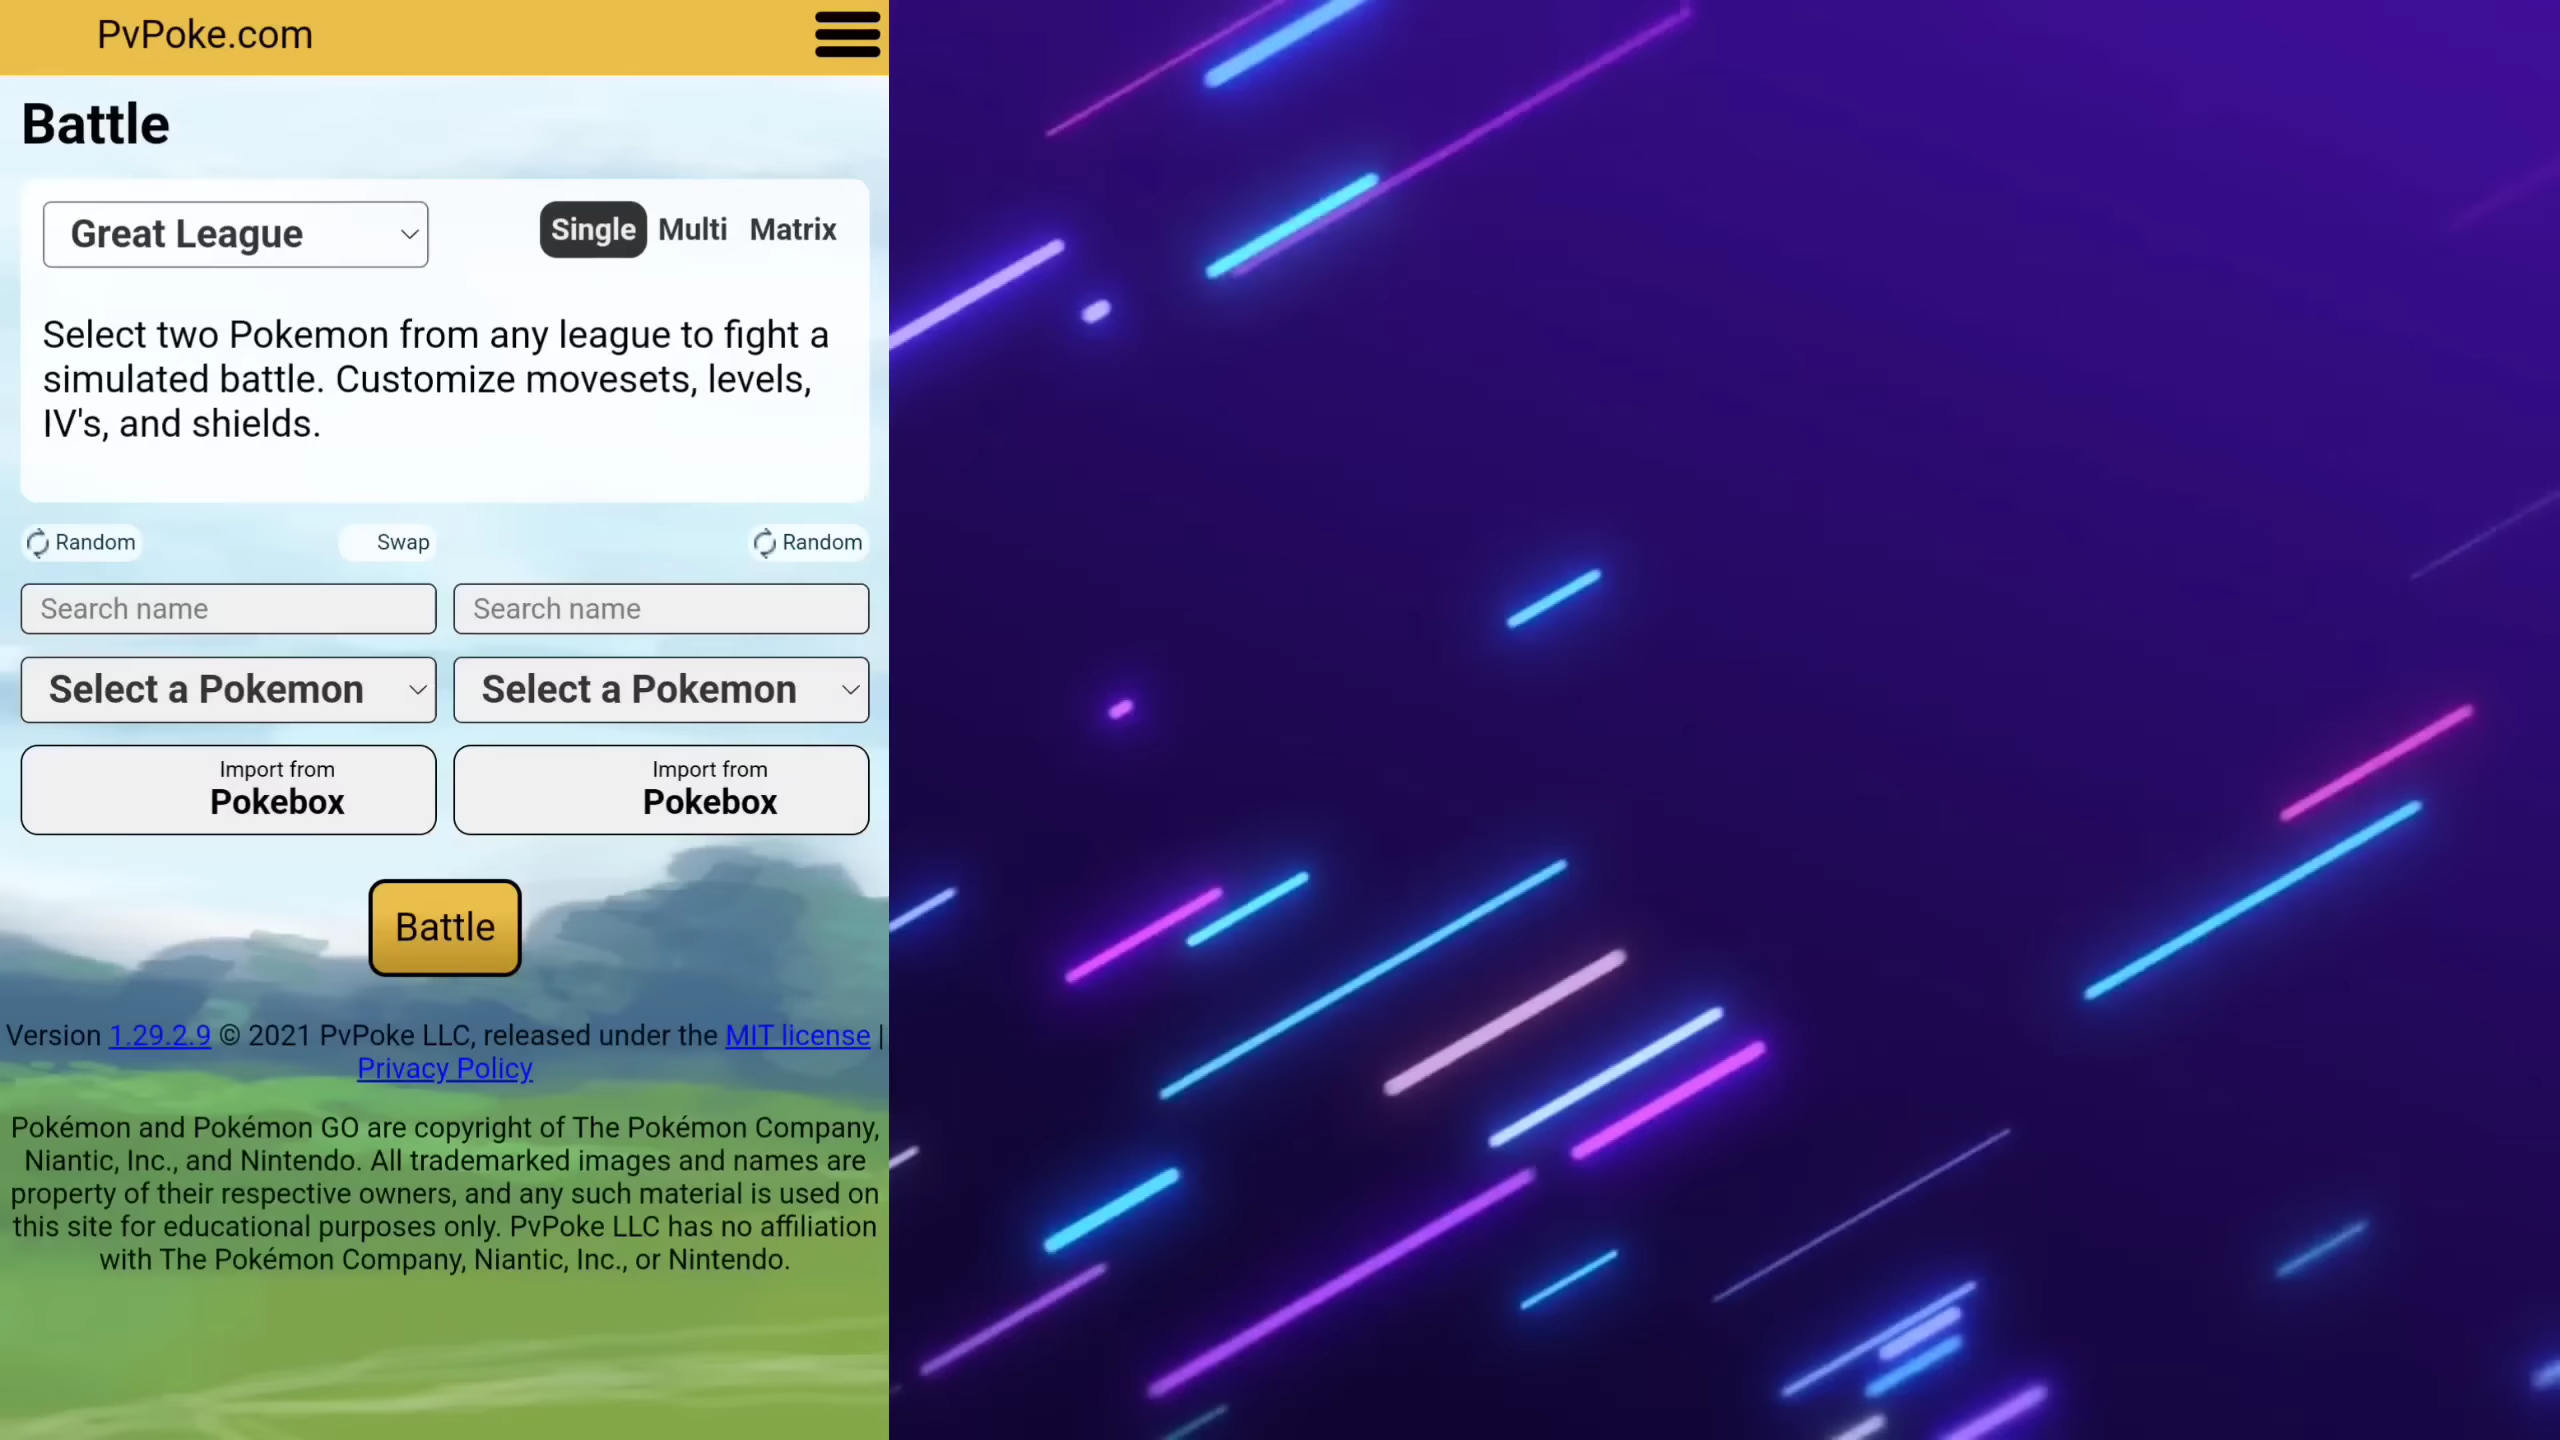 PvPoke.com
Battle
Great League
Single Multi Matrix
Select two Pokemon from any league to fight a
simulated battle. Customize movesets, levels,
IV's, and shields.
Random Swap Random
Search name Search name
Select a Pokemon Select a Pokemon
Import from Import from
Pokebox Pokebox
Battle
Version 1.29.2.9 © 2021 PvPoke LLC, released under the MIT license |
Privacy Policy
Pokémon and Pokémon GO are copyright of The Pokémon Company,
Niantic, Inc., and Nintendo. All trademarked images and names are
property of their respective owners, and any such material is used on
this site for educational purposes only. PvPoke LLC has no affiliation
with The Pokémon Company, Niantic, Inc., or Nintendo.